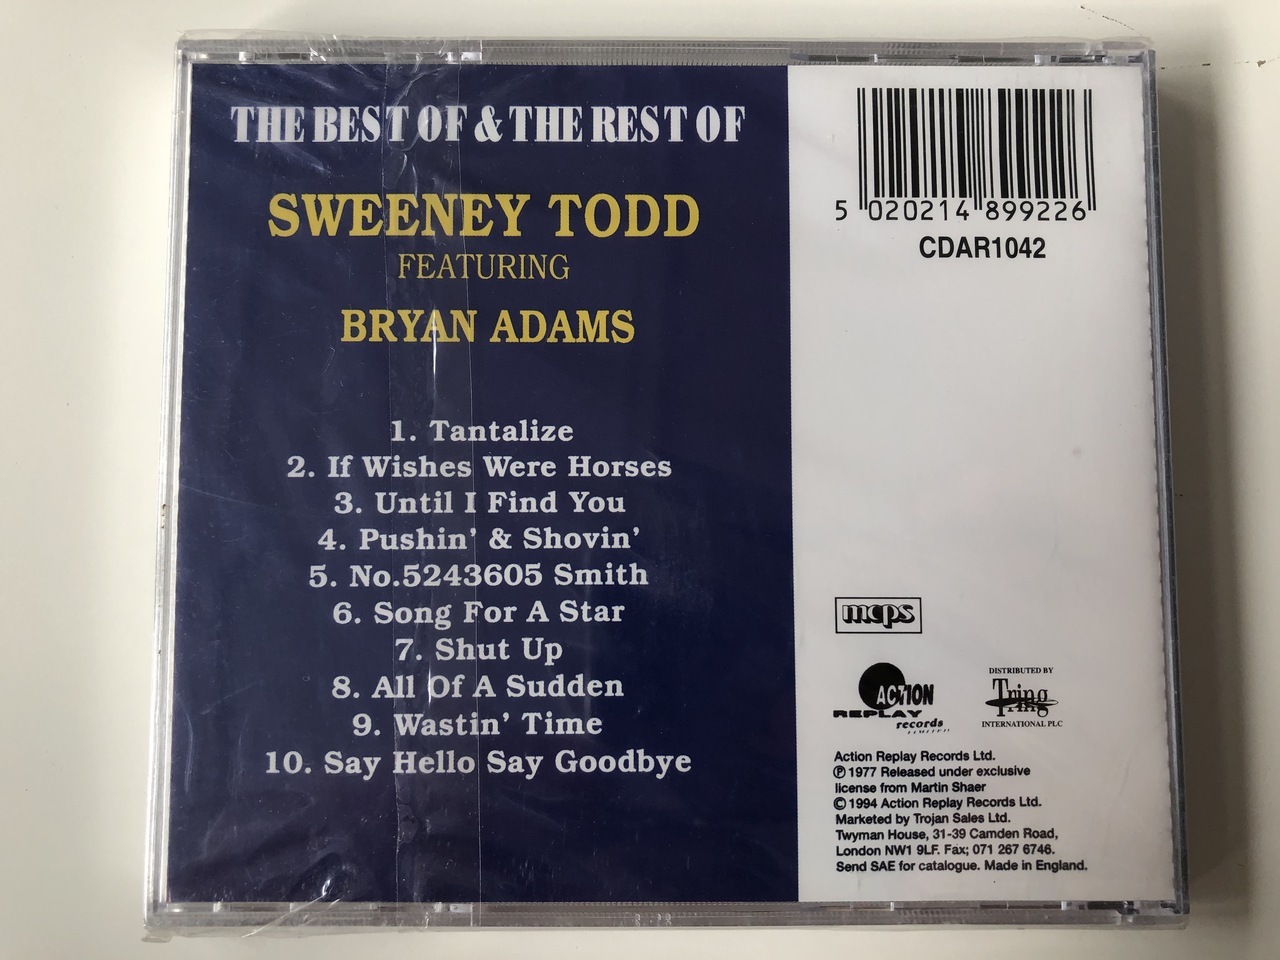 THE BEST OF & THE REST OF
SWEENEY TODD
FEATURING
BRYAN ADAMS
1. Tantalize
2. If Wishes Were Horses
3. Until I Find You
4. Pushin' & Shovin'
5. No.5243605 Smith
6. Song For A Star
7. Shut Up
8. All Of A Sudden
9. Wastin' Time
10. Say Hello Say Goodbye
5 020214 899226
CDAR1042
mcps
ACTION
REPLAY
records
LIMITED
DISTRIBUTED BY
Tring
INTERNATIONAL PLC
Action Replay Records Ltd.
℗ 1977 Released under exclusive
license from Martin Shaer
© 1994 Action Replay Records Ltd.
Marketed by Trojan Sales Ltd.
Twyman House, 31-39 Camden Road,
London NW1 9LF. Fax; 071 267 6746.
Send SAE for catalogue. Made in England.